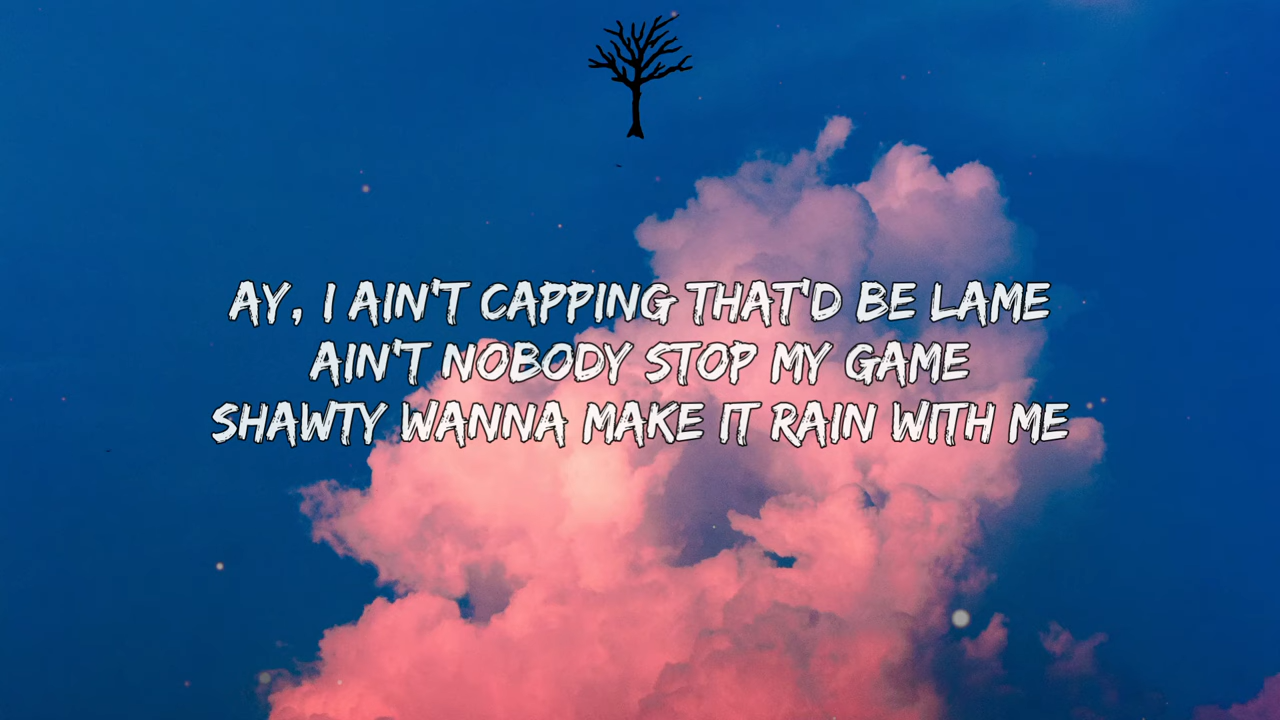 AY, I AIN'T CAPPING THAT'D BE LAME
AIN'T NOBODY STOP MY GAME
SHAWTY WANNA MAKE IT RAIN WITH ME